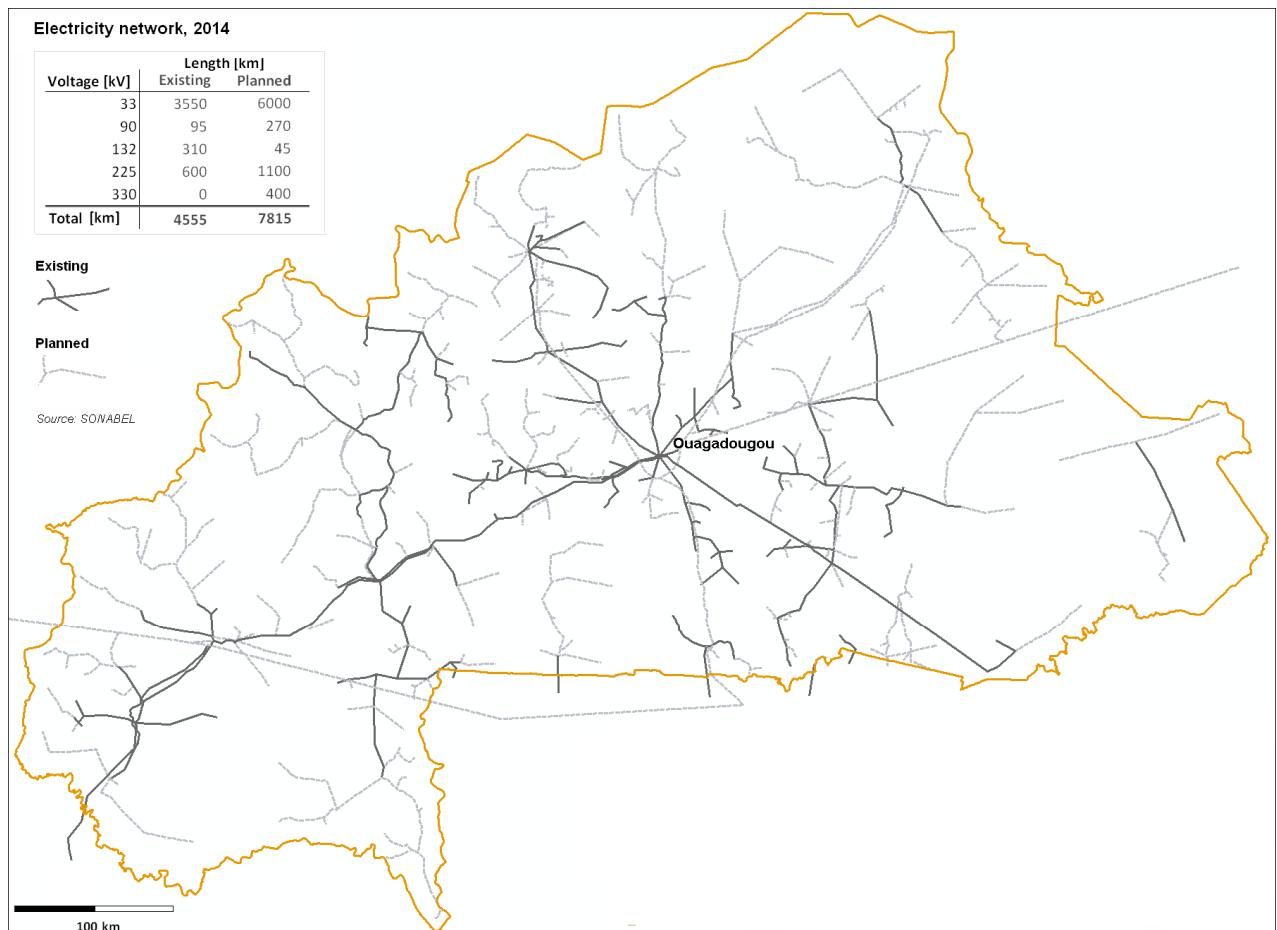 Electricity network, 2014
Length [km]
Voltage [kV] Existing Planned
33 3550 6000
90 95 270
132 310 45
225 600 1100
330 0 400
Total [km] 4555 7815
Existing
Planned
Source: SONABEL
Ouagadougou
100 km